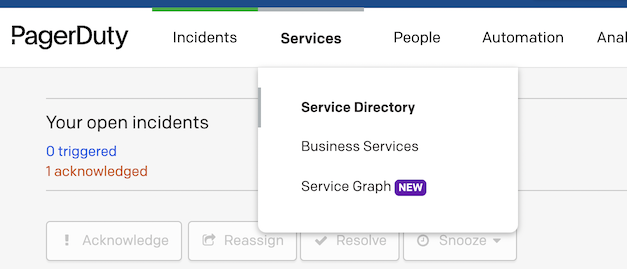 PagerDuty Incidents Services People Automation Anal
Service Directory
Your open incidents
0 triggered
Business Services
1 acknowledged
Service Graph NEW
! Acknowledge Reassign Resolve Snooze